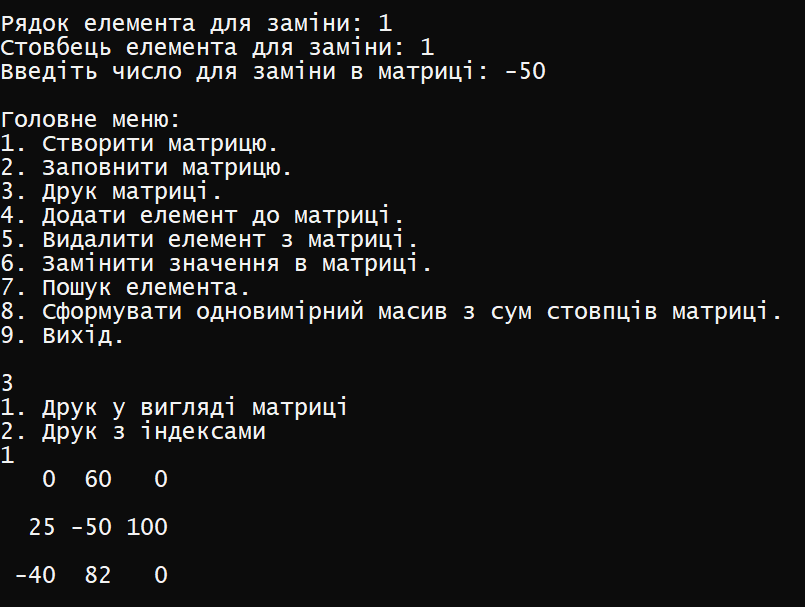 Рядок елемента для заміни: 1
Стовбець елемента для заміни: 1
Введіть число для заміни в матриці: -50
Головне меню:
1. Створити матрицю.
2. Заповнити матрицю.
3. Друк матриці.
4. Додати елемент до матриці.
5. Видалити елемент з матриці.
6. Замінити значення в матриці.
7. Пошук елемента.
8. Сформувати одновимірний масив з сум стовпців матриці.
9. Вихід.
3
1. Друк у вигляді матриці
2. Друк з індексами
1
0 60 0
25 -50 100
-40 82 0